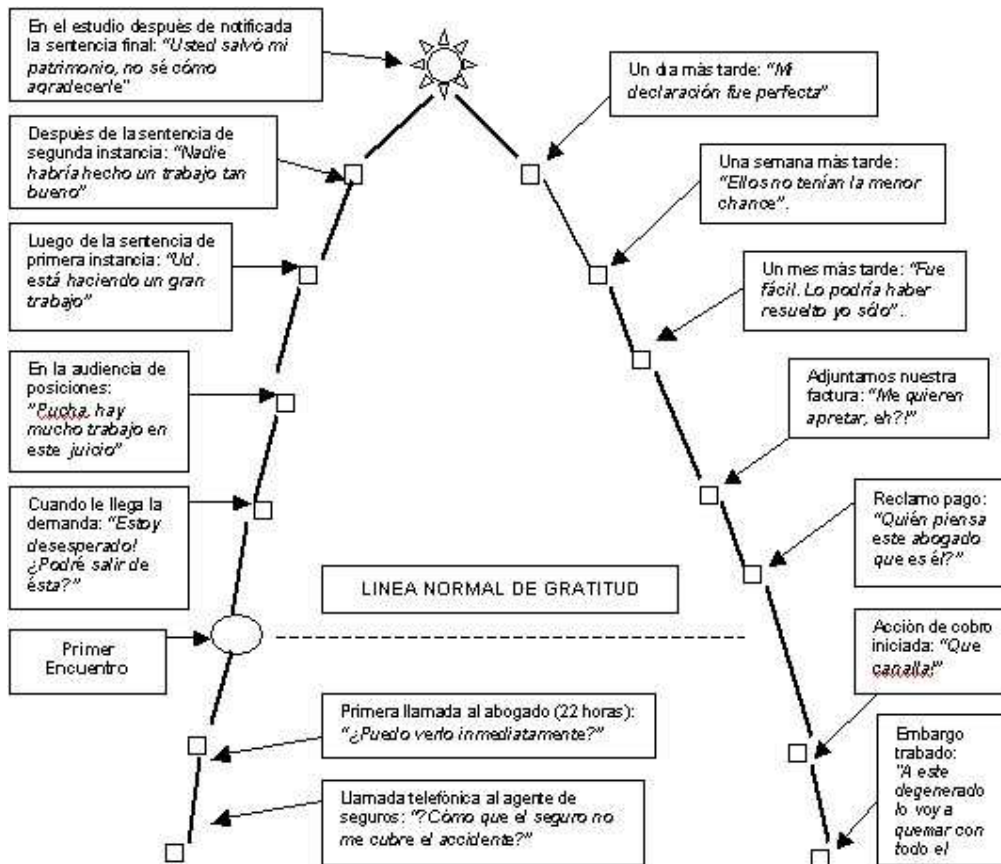 En el estudio después de notificada
la sentencia final: "Usted salvó mi
patrimonio, no sé cómo
agradecerle"
Después de la sentencia de
segunda instancia: "Nadie
habría hecho un trabajo tan
bueno"
Luego de la sentencia de
primera instancia: "Ud.
está haciendo un gran
trabajo"
En la audiencia de
posiciones:
"Pucha, hay
mucho trabajo en
este juicio"
Cuando le llega la
demanda: "Estoy
desesperado!
¿Podré salir de
ésta?"
Primer
Encuentro
Primera llamada al abogado (22 horas):
"¿Puedo verlo inmediatamente?"
Llamada telefónica al agente de
seguros: "?Cómo que el seguro no
me cubre el accidente?"
LINEA NORMAL DE GRATITUD
Un día más tarde: "Mi
declaración fue perfecta"
Una semana más tarde:
"Ellos no tenían la menor
chance".
Un mes más tarde: "Fue
fácil. Lo podría haber
resuelto yo sólo".
Adjuntamos nuestra
factura: "Me quieren
apretar, eh?!"
Reclamo pago:
"Quién piensa
este abogado
que es él?"
Acción de cobro
iniciada: "Que
canalla!"
Embargo
trabado:
"A este
degenerado
lo voy a
quemar con
todo el